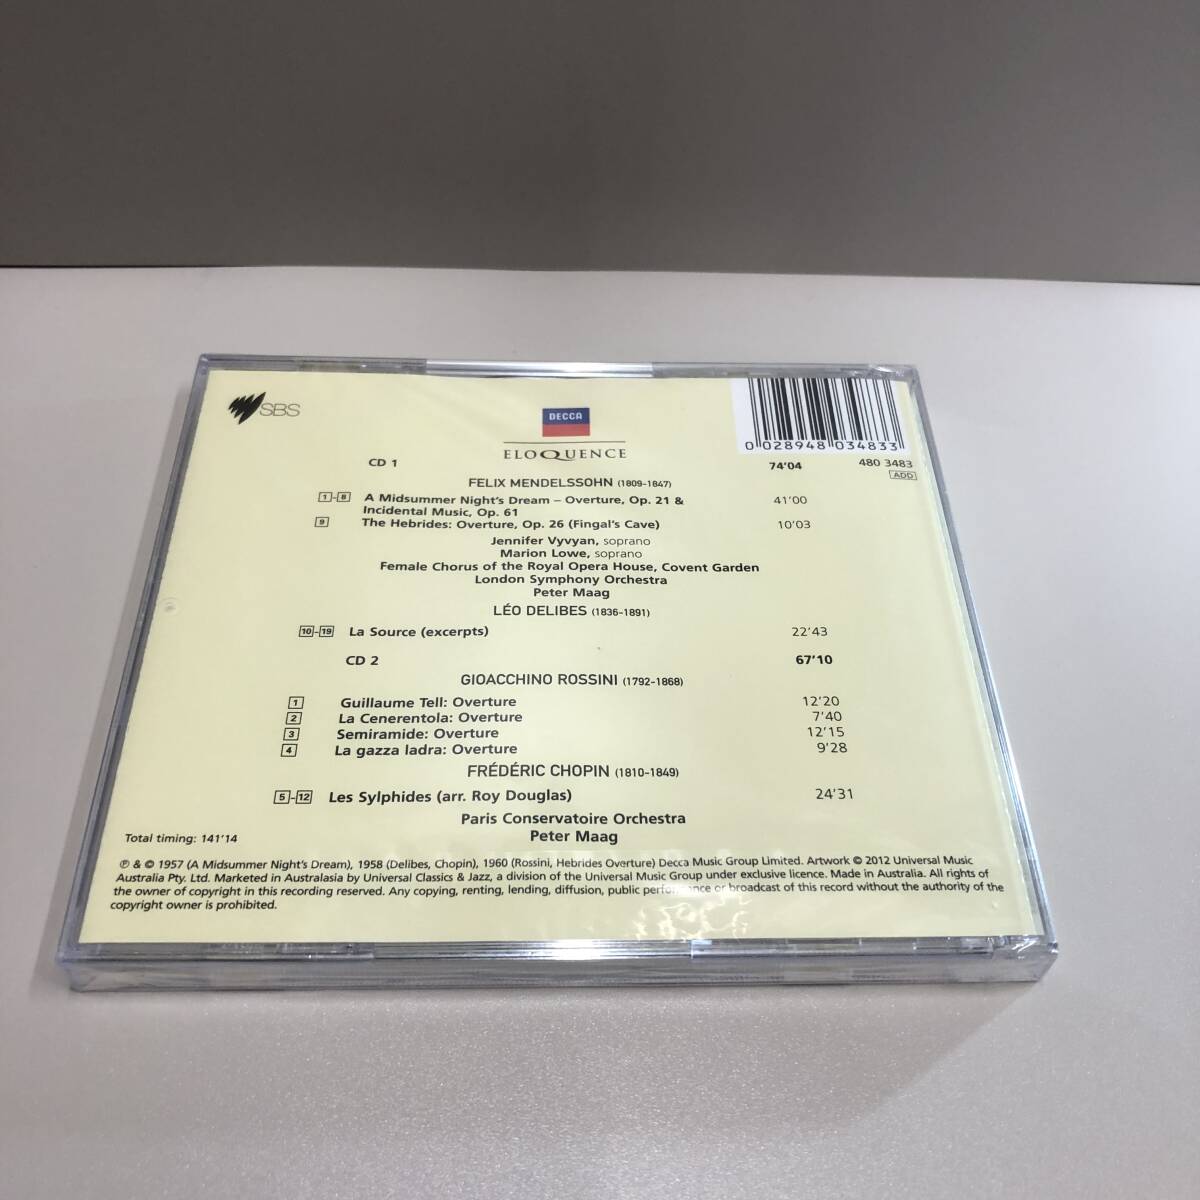 SBS
DECCA
ELOQUENCE
0 028948 034833
CD 1 74'04 480 3483
ADD
FELIX MENDELSSOHN (1809-1847)
1-8 A Midsummer Night's Dream – Overture, Op. 21 & 41'00
Incidental Music, Op. 61
9 The Hebrides: Overture, Op. 26 (Fingal's Cave) 10'03
Jennifer Vyvyan, soprano
Marion Lowe, soprano
Female Chorus of the Royal Opera House, Covent Garden
London Symphony Orchestra
Peter Maag
LÉO DELIBES (1836-1891)
10-19 La Source (excerpts) 22'43
CD 2 67'10
GIOACCHINO ROSSINI (1792-1868)
1 Guillaume Tell: Overture 12'20
2 La Cenerentola: Overture 7'40
3 Semiramide: Overture 12'15
4 La gazza ladra: Overture 9'28
FRÉDÉRIC CHOPIN (1810-1849)
5-12 Les Sylphides (arr. Roy Douglas) 24'31
Paris Conservatoire Orchestra
Peter Maag
Total timing: 141'14
℗ & © 1957 (A Midsummer Night's Dream), 1958 (Delibes, Chopin), 1960 (Rossini, Hebrides Overture) Decca Music Group Limited. Artwork © 2012 Universal Music
Australia Pty. Ltd. Marketed in Australasia by Universal Classics & Jazz, a division of the Universal Music Group under exclusive licence. Made in Australia. All rights of
the owner of copyright in this recording reserved. Any copying, renting, lending, diffusion, public performance or broadcast of this record without the authority of the
copyright owner is prohibited.